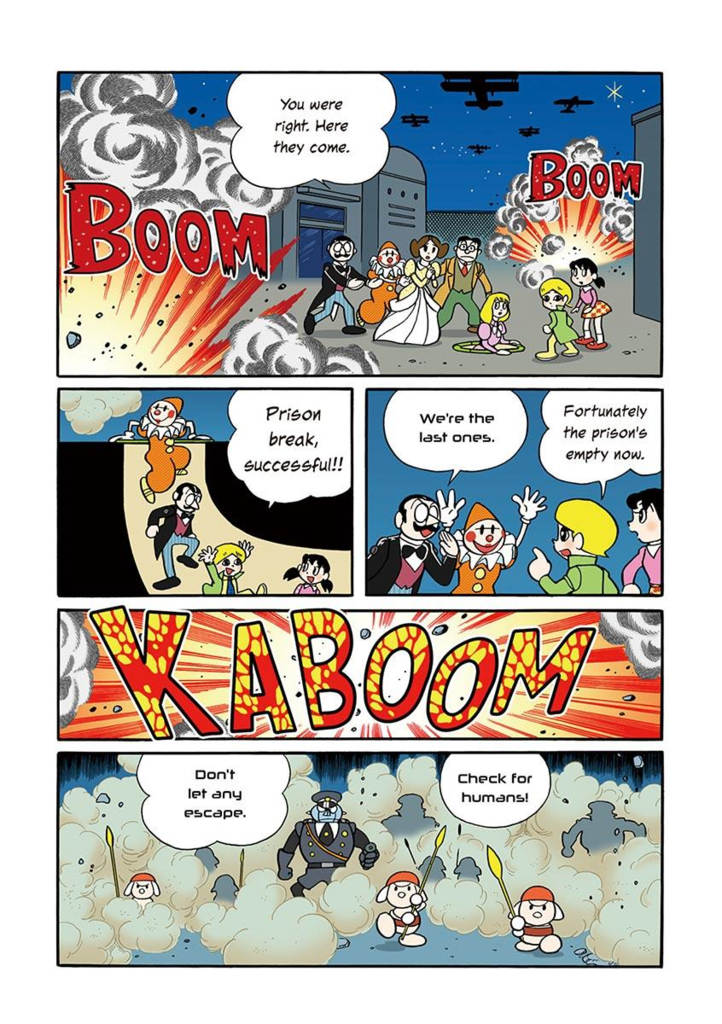 You were
right. Here
they come.
BOOM
BOOM
Prison
break,
successful!!
We're the
last ones.
Fortunately
the prison's
empty now.
KABOOM
Don't
let any
escape.
Check for
humans!